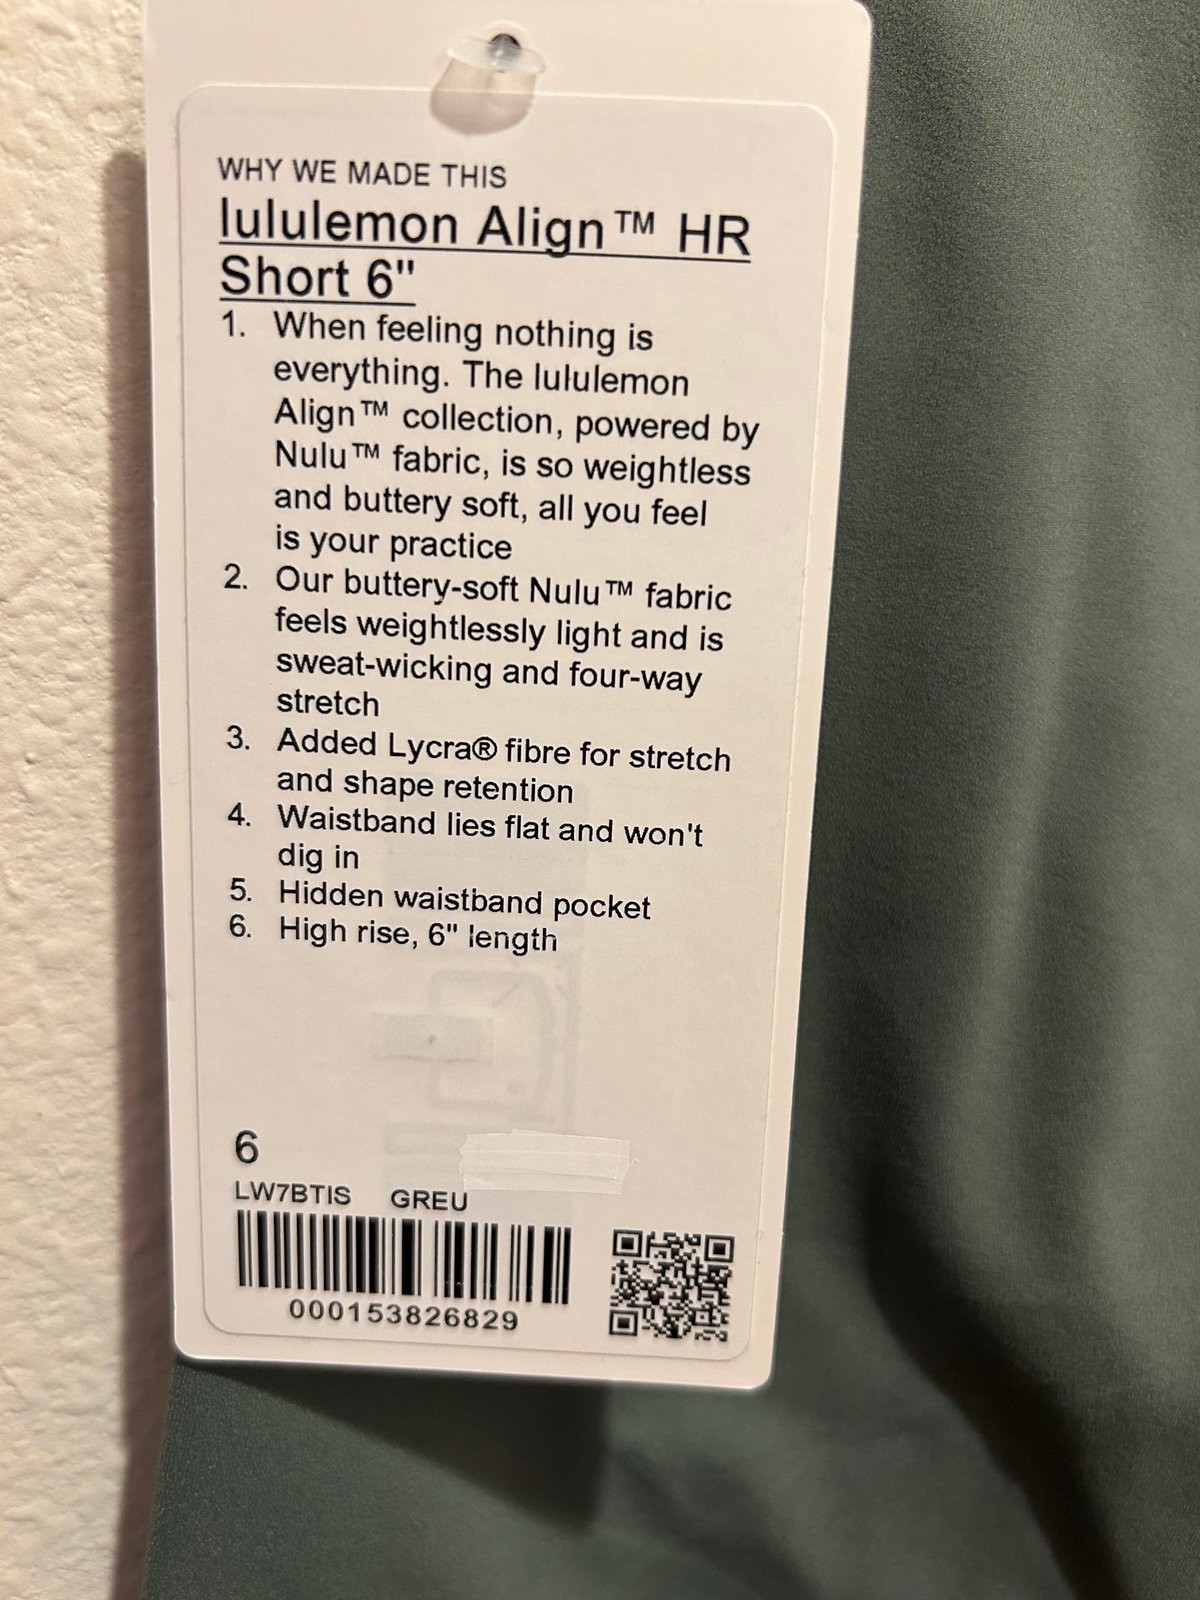 WHY WE MADE THIS
lululemon Align™ HR
Short 6"
1. When feeling nothing is
everything. The lululemon
Align™ collection, powered by
Nulu™ fabric, is so weightless
and buttery soft, all you feel
is your practice
2. Our buttery-soft Nulu™ fabric
feels weightlessly light and is
sweat-wicking and four-way
stretch
3. Added Lycra® fibre for stretch
and shape retention
4. Waistband lies flat and won't
dig in
5. Hidden waistband pocket
6. High rise, 6" length
6
LW7BTIS GREU
000153826829